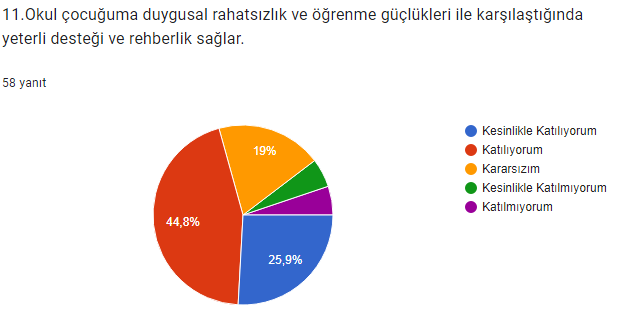 11.Okul çocuğuma duygusal rahatsızlık ve öğrenme güçlükleri ile karşılaştığında
yeterli desteği ve rehberlik sağlar.
58 yanıt
19%
44,8%
25,9%
Kesinlikle Katılıyorum
Katılıyorum
Kararsızım
Kesinlikle Katılmıyorum
Katılmıyorum